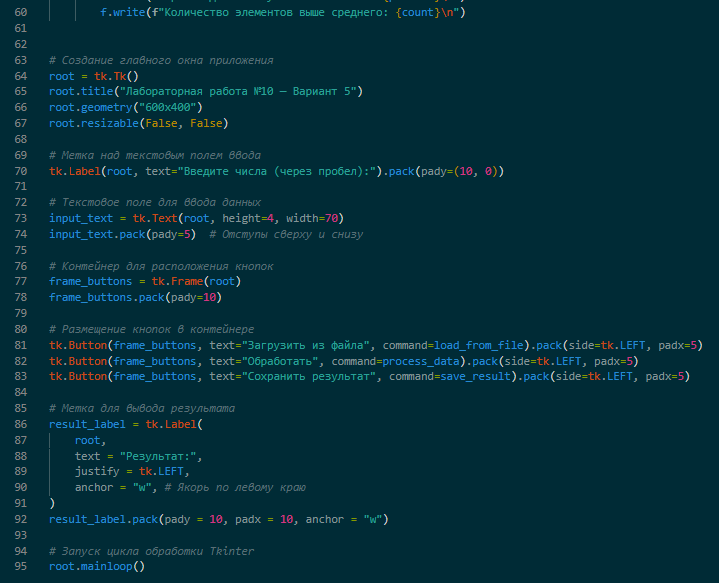 60 f.write(f"Количество элементов выше среднего: {count}\n")
61
62
63 # Создание главного окна приложения
64 root = tk.Tk()
65 root.title("Лабораторная работа №10 — Вариант 5")
66 root.geometry("600x400")
67 root.resizable(False, False)
68
69 # Метка над текстовым полем ввода
70 tk.Label(root, text="Введите числа (через пробел):").pack(pady=(10, 0))
71
72 # Текстовое поле для ввода данных
73 input_text = tk.Text(root, height=4, width=70)
74 input_text.pack(pady=5)  # Отступы сверху и снизу
75
76 # Контейнер для расположения кнопок
77 frame_buttons = tk.Frame(root)
78 frame_buttons.pack(pady=10)
79
80 # Размещение кнопок в контейнере
81 tk.Button(frame_buttons, text="Загрузить из файла", command=load_from_file).pack(side=tk.LEFT, padx=5)
82 tk.Button(frame_buttons, text="Обработать", command=process_data).pack(side=tk.LEFT, padx=5)
83 tk.Button(frame_buttons, text="Сохранить результат", command=save_result).pack(side=tk.LEFT, padx=5)
84
85 # Метка для вывода результата
86 result_label = tk.Label(
87     root,
88     text = "Результат:",
89     justify = tk.LEFT,
90     anchor = "w", # Якорь по левому краю
91 )
92 result_label.pack(pady = 10, padx = 10, anchor = "w")
93
94 # Запуск цикла обработки Tkinter
95 root.mainloop()